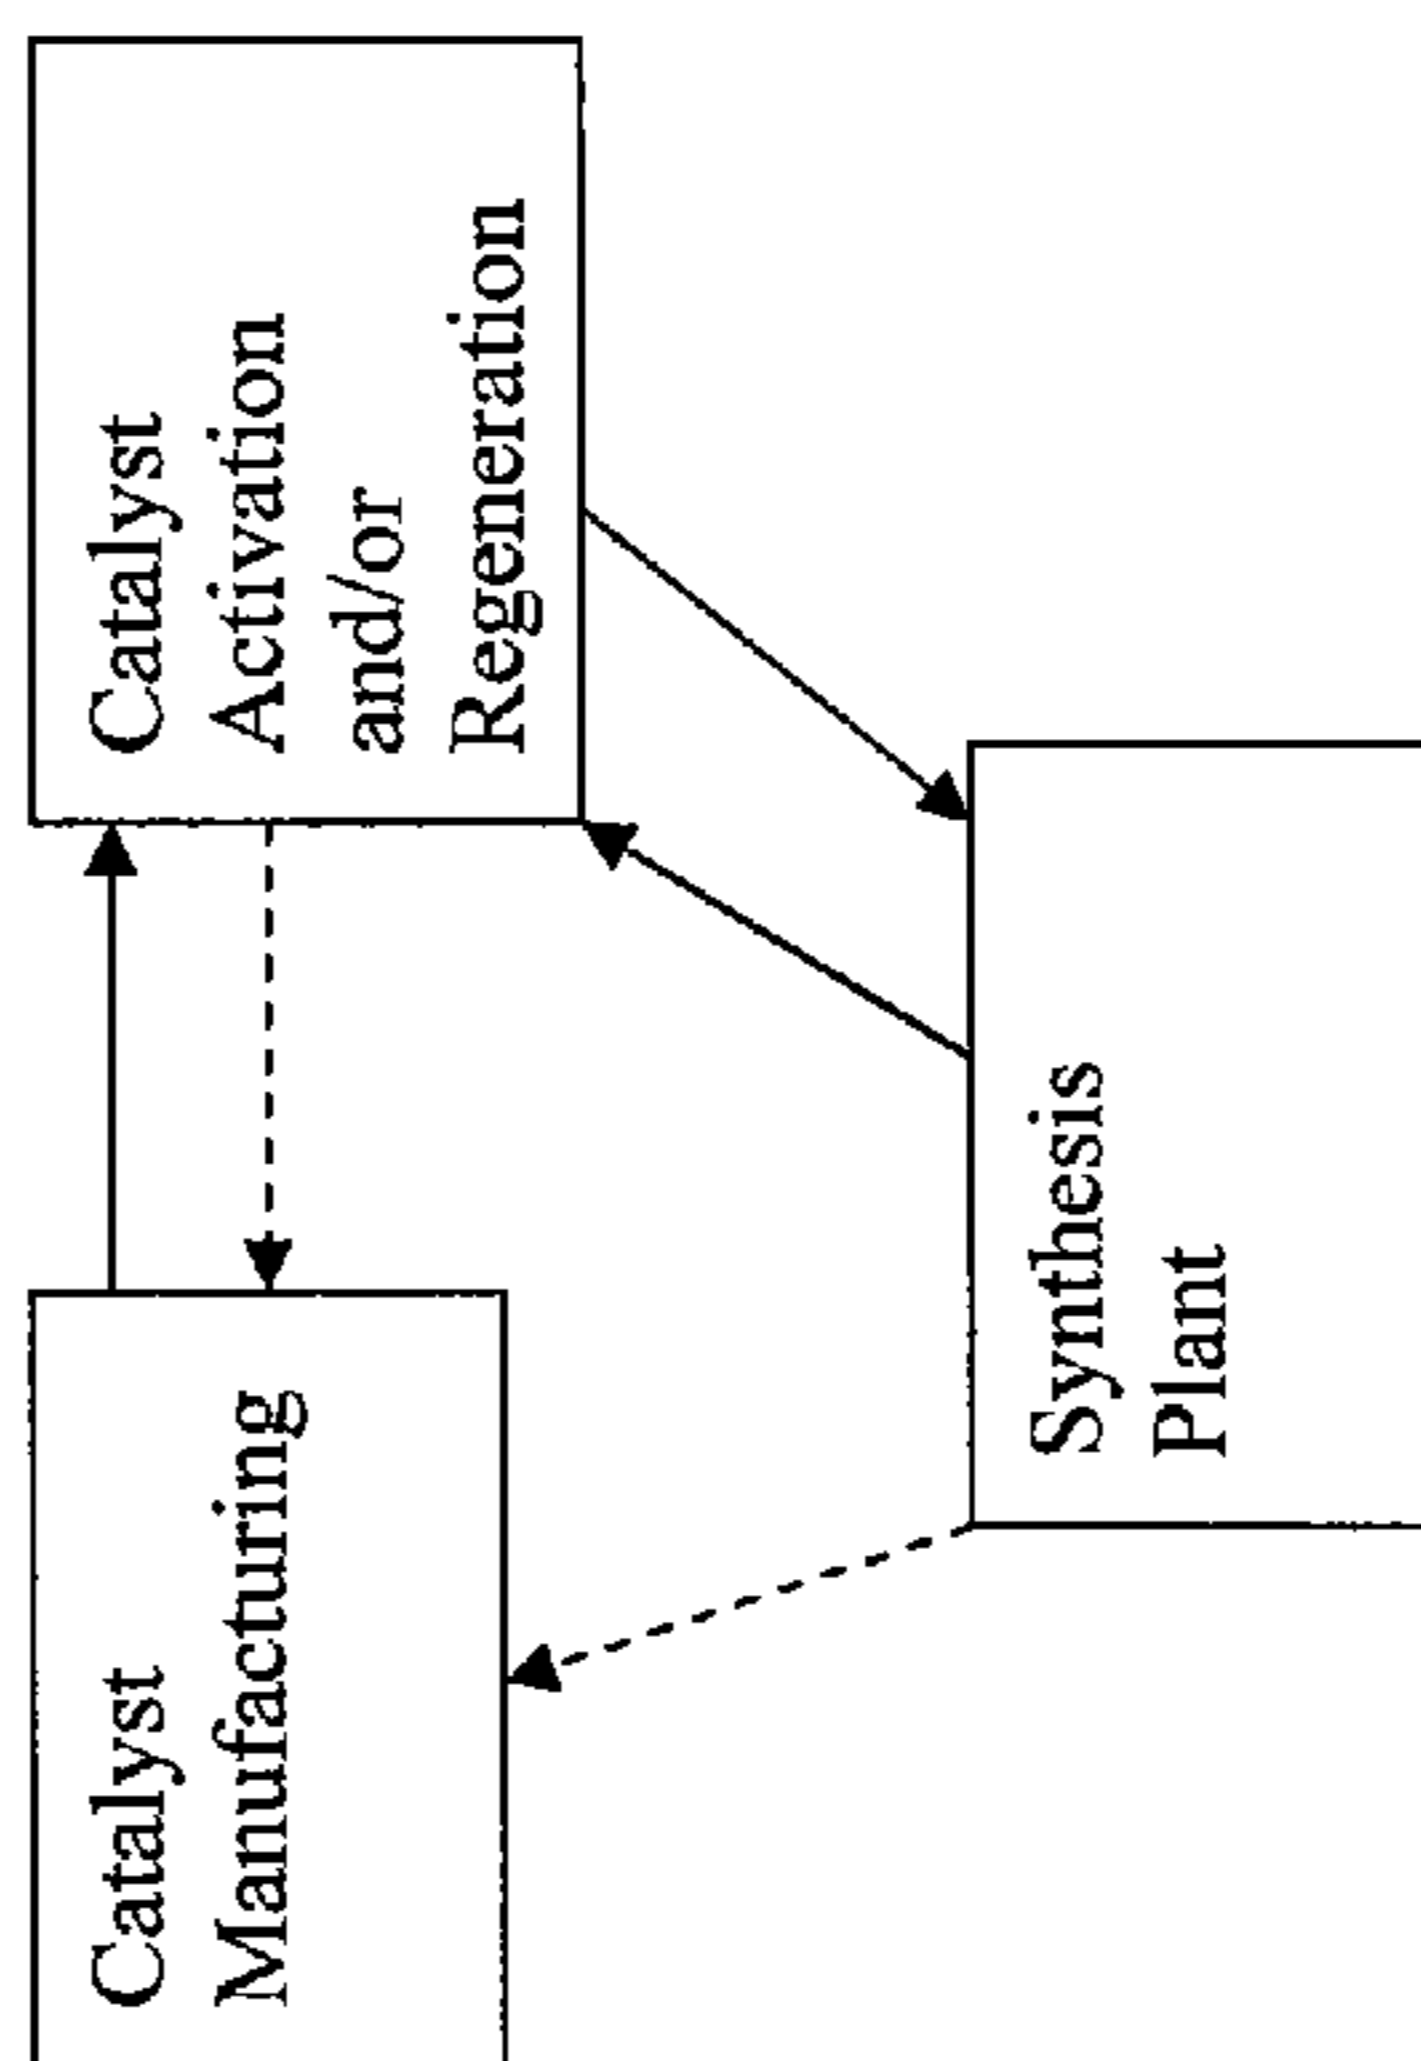 Catalyst
Manufacturing
Catalyst
Activation
and/or
Regeneration
Synthesis
Plant